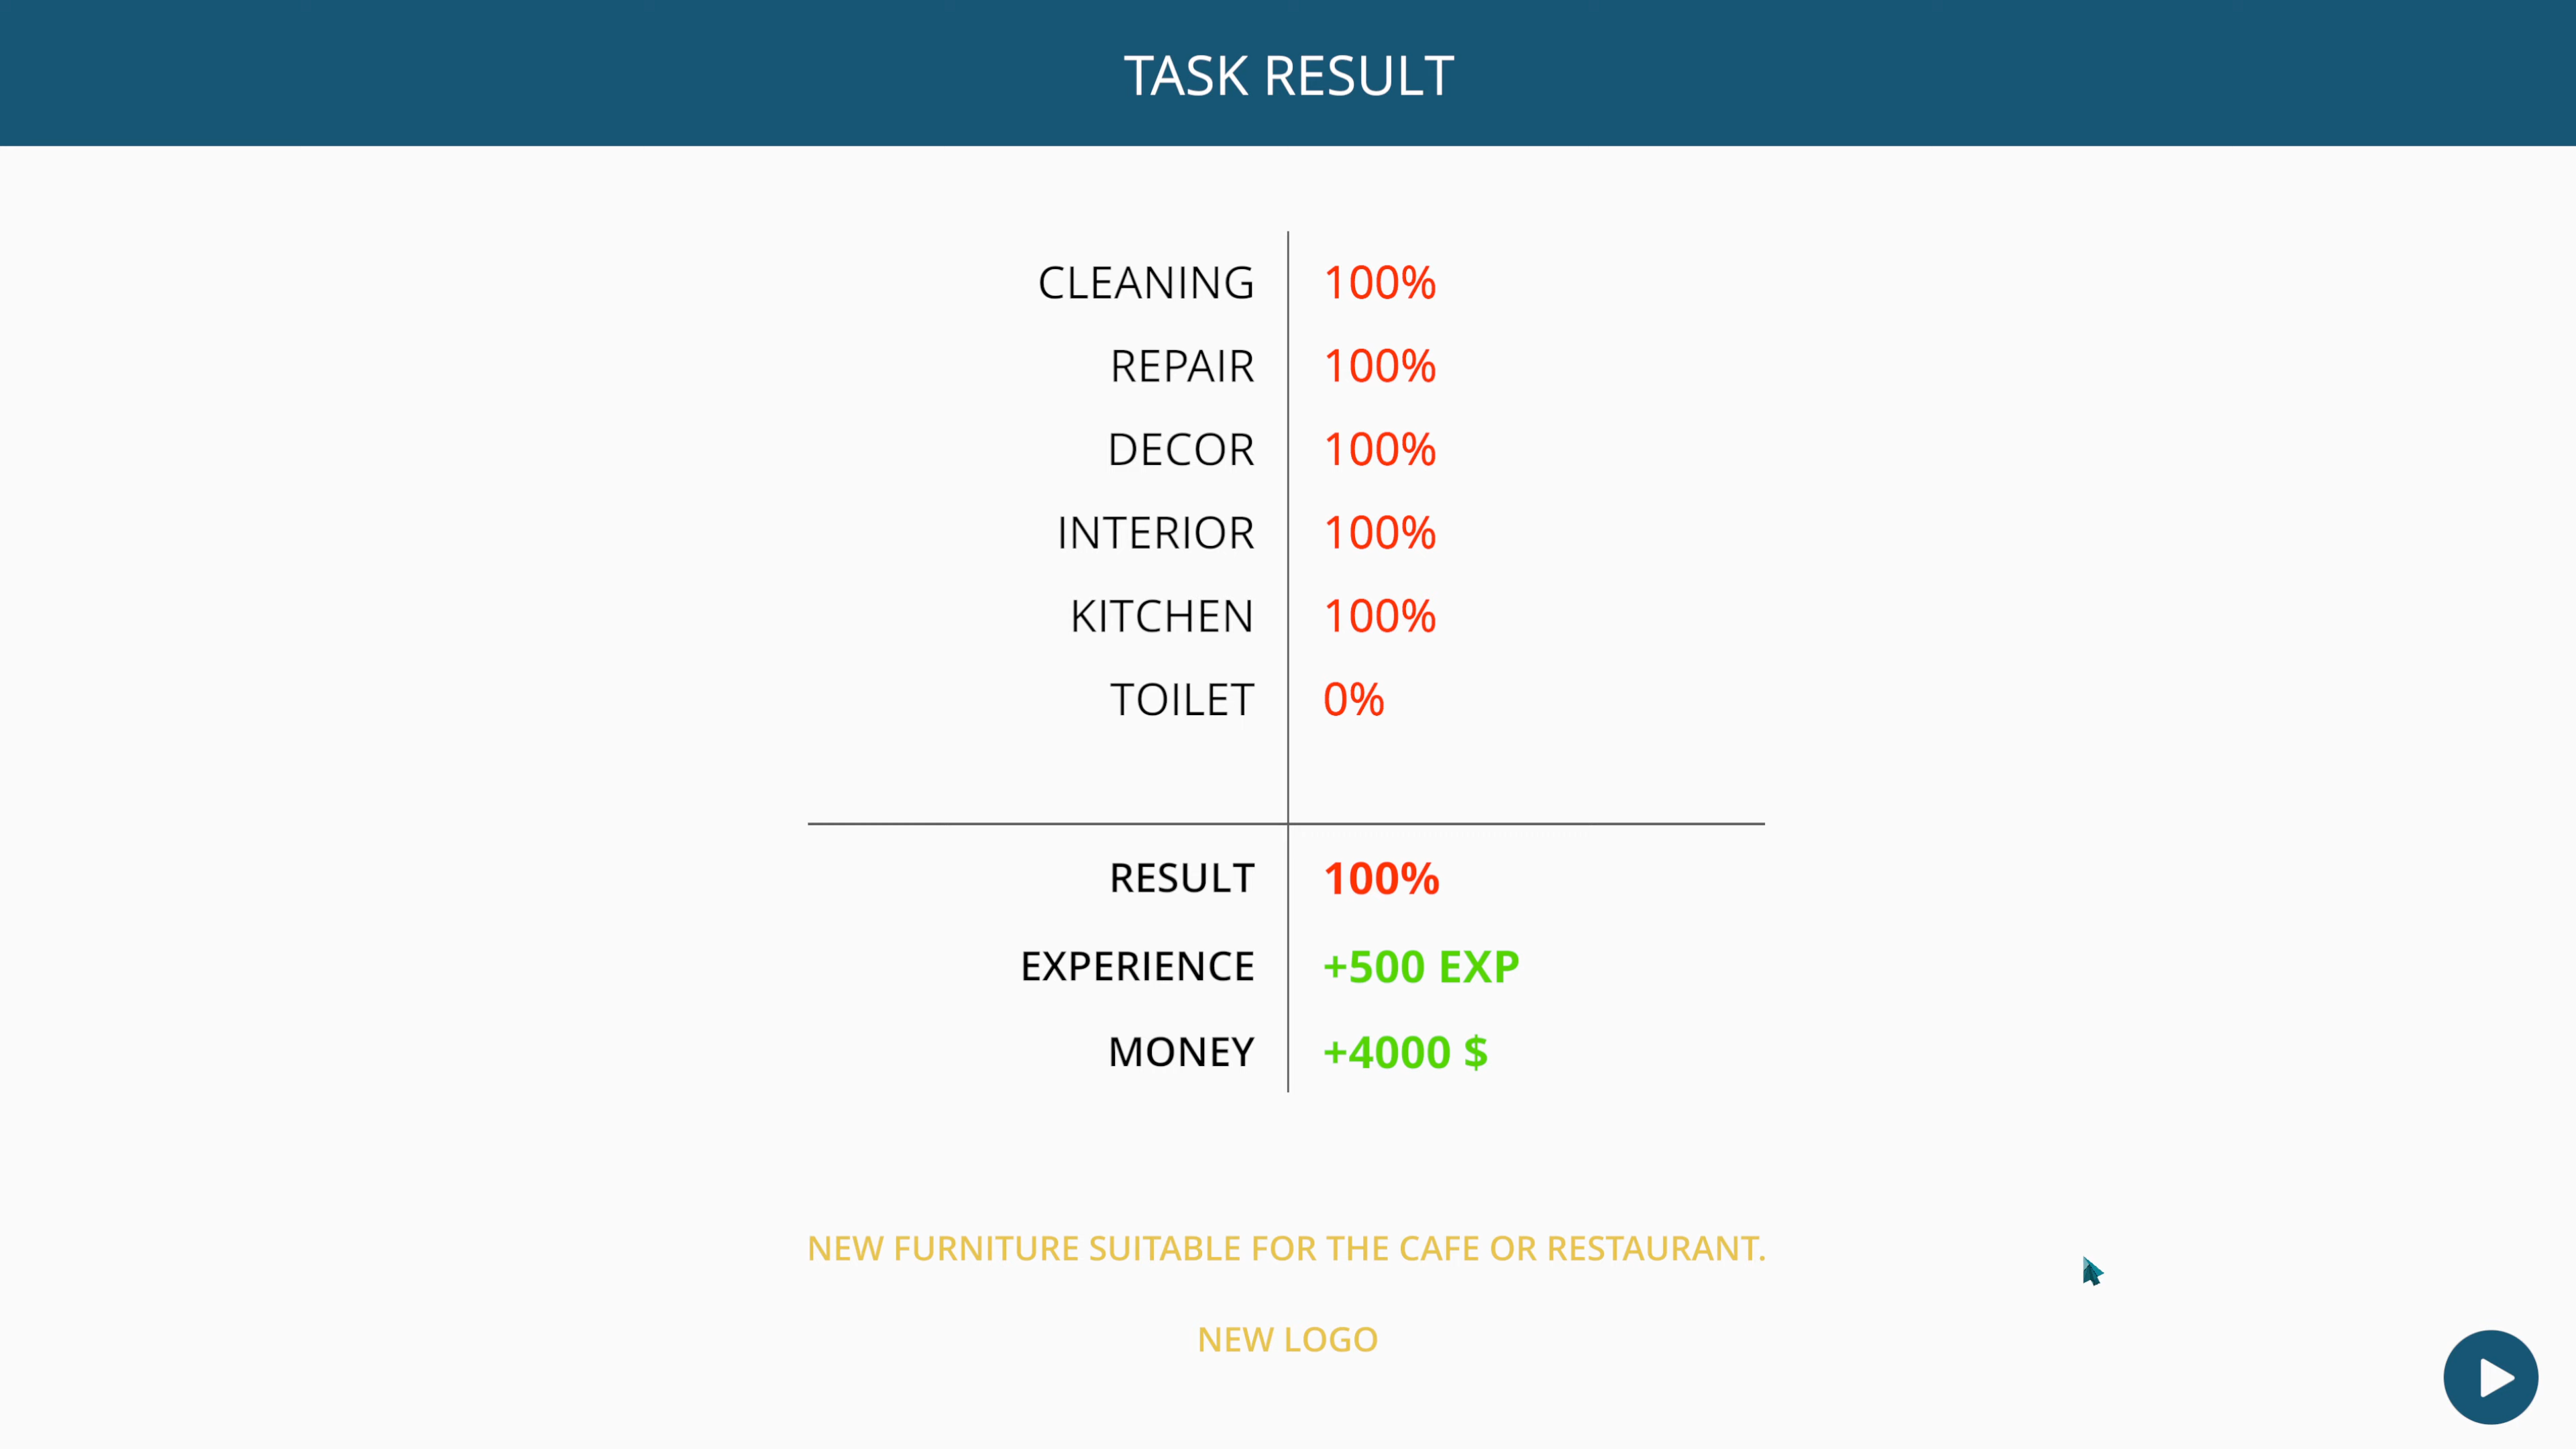 TASK RESULT
CLEANING 100%
REPAIR 100%
DECOR 100%
INTERIOR 100%
KITCHEN 100%
TOILET 0%
RESULT 100%
EXPERIENCE +500 EXP
MONEY +4000 $
NEW FURNITURE SUITABLE FOR THE CAFE OR RESTAURANT.
NEW LOGO